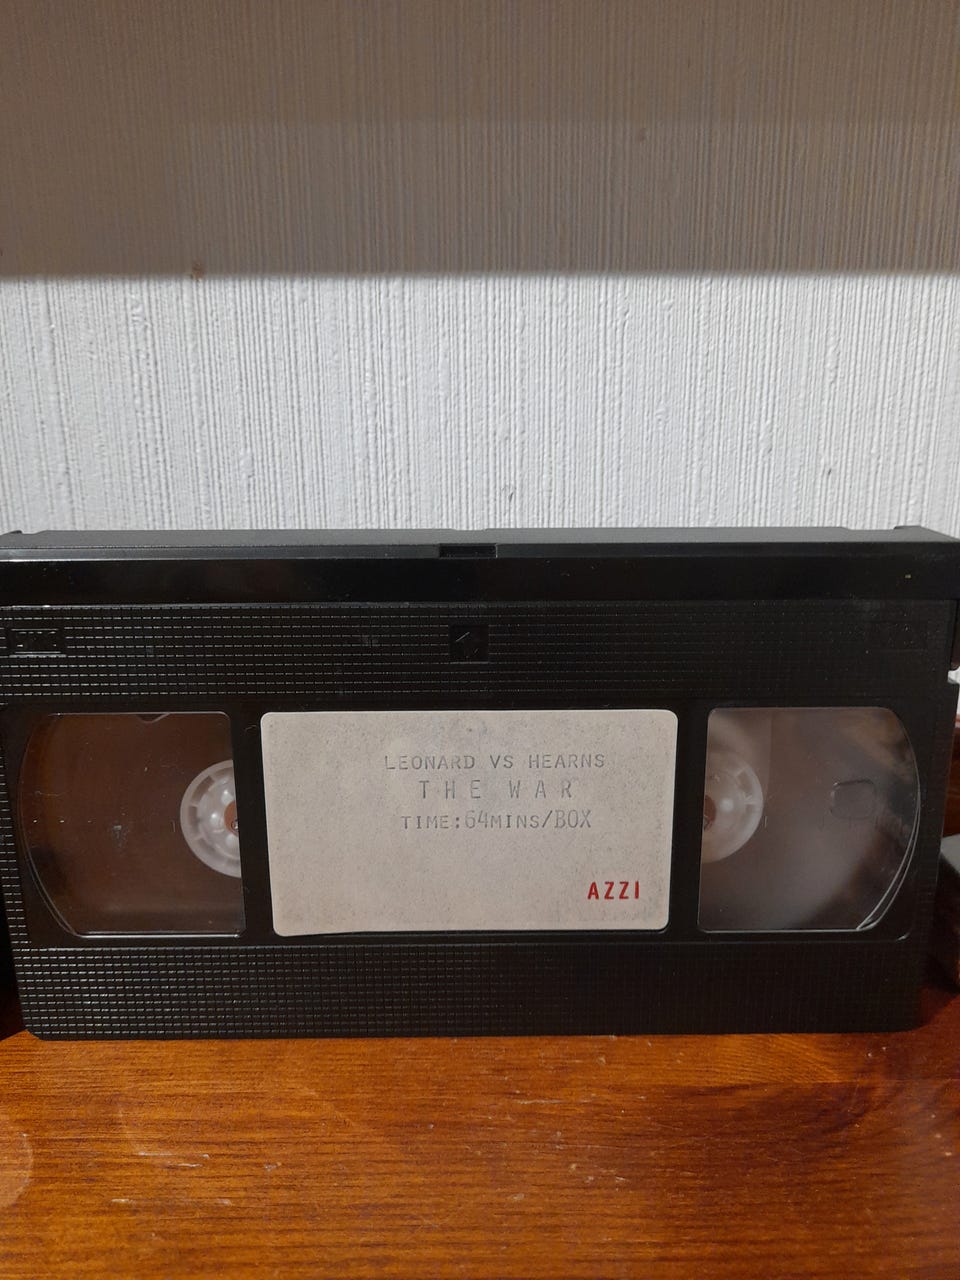 LEONARD VS HEARNS
THE WAR
TIME:64MINS/BOX
AZZI